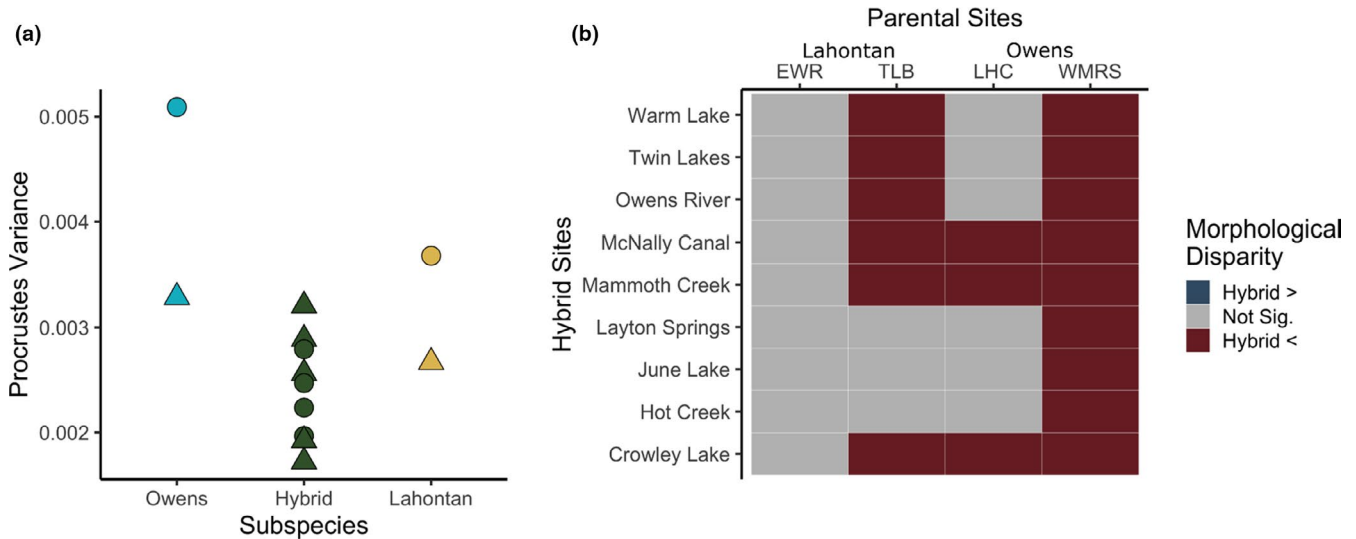 (a)
Procrustes Variance
0.005
0.004
0.003
0.002
Owens
Hybrid
Lahontan
Subspecies
(b)
Parental Sites
Lahontan
Owens
EWR
TLB
LHC
WMRS
Hybrid Sites
Warm Lake
Twin Lakes
Owens River
McNally Canal
Mammoth Creek
Layton Springs
June Lake
Hot Creek
Crowley Lake
Morphological
Disparity
Hybrid >
Not Sig.
Hybrid <